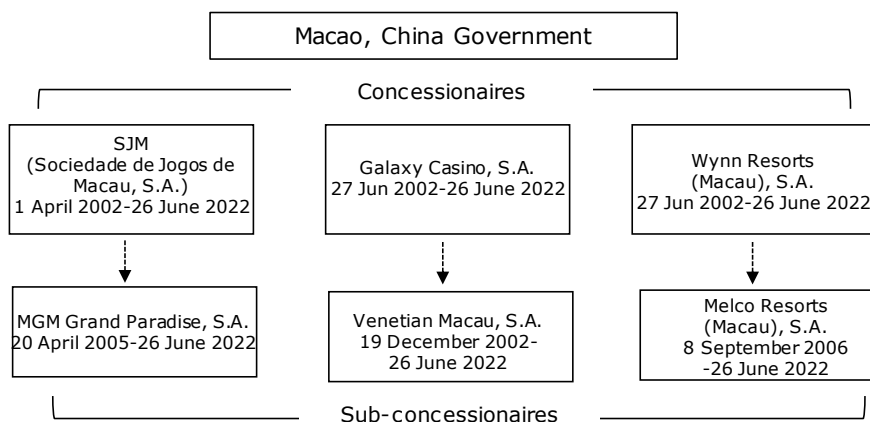 Macao, China Government
Concessionaires
SJM
(Sociedade de Jogos de
Macau, S.A.)
1 April 2002-26 June 2022
Galaxy Casino, S.A.
27 Jun 2002-26 June 2022
Wynn Resorts
(Macau), S.A.
27 Jun 2002-26 June 2022
MGM Grand Paradise, S.A.
20 April 2005-26 June 2022
Venetian Macau, S.A.
19 December 2002-
26 June 2022
Melco Resorts
(Macau), S.A.
8 September 2006
-26 June 2022
Sub-concessionaires